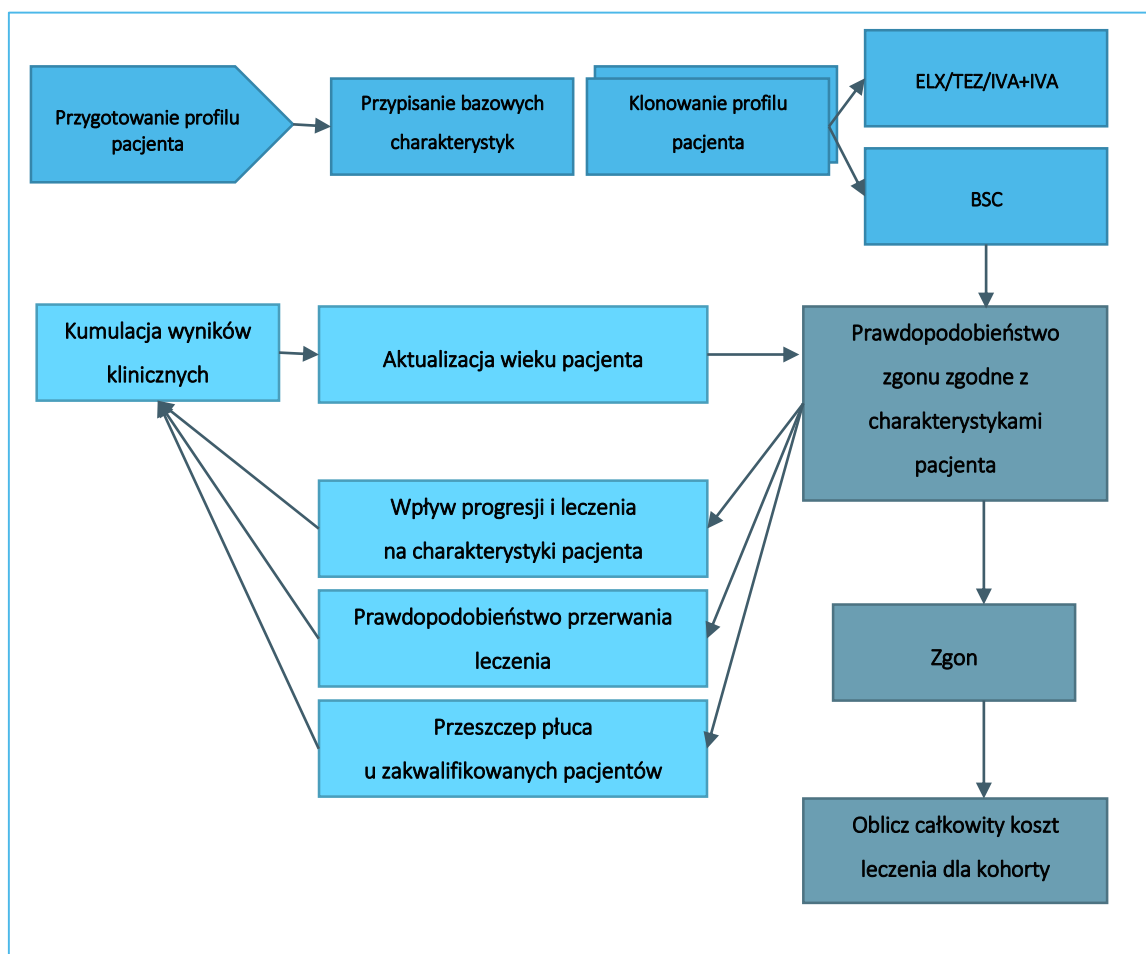 Przygotowanie profilu
pacjenta
Przypisanie bazowych
charakterystyk
Klonowanie profilu
pacjenta
ELX/TEZ/IVA+IVA
BSC
Kumulacja wyników
klinicznych
Aktualizacja wieku pacjenta
Prawdopodobieństwo
zgonu zgodne z
charakterystykami
pacjenta
Wpływ progresji i leczenia
na charakterystyki pacjenta
Prawdopodobieństwo przerwania
leczenia
Przeszczep płuca
u zakwalifikowanych pacjentów
Zgon
Oblicz całkowity koszt
leczenia dla kohorty